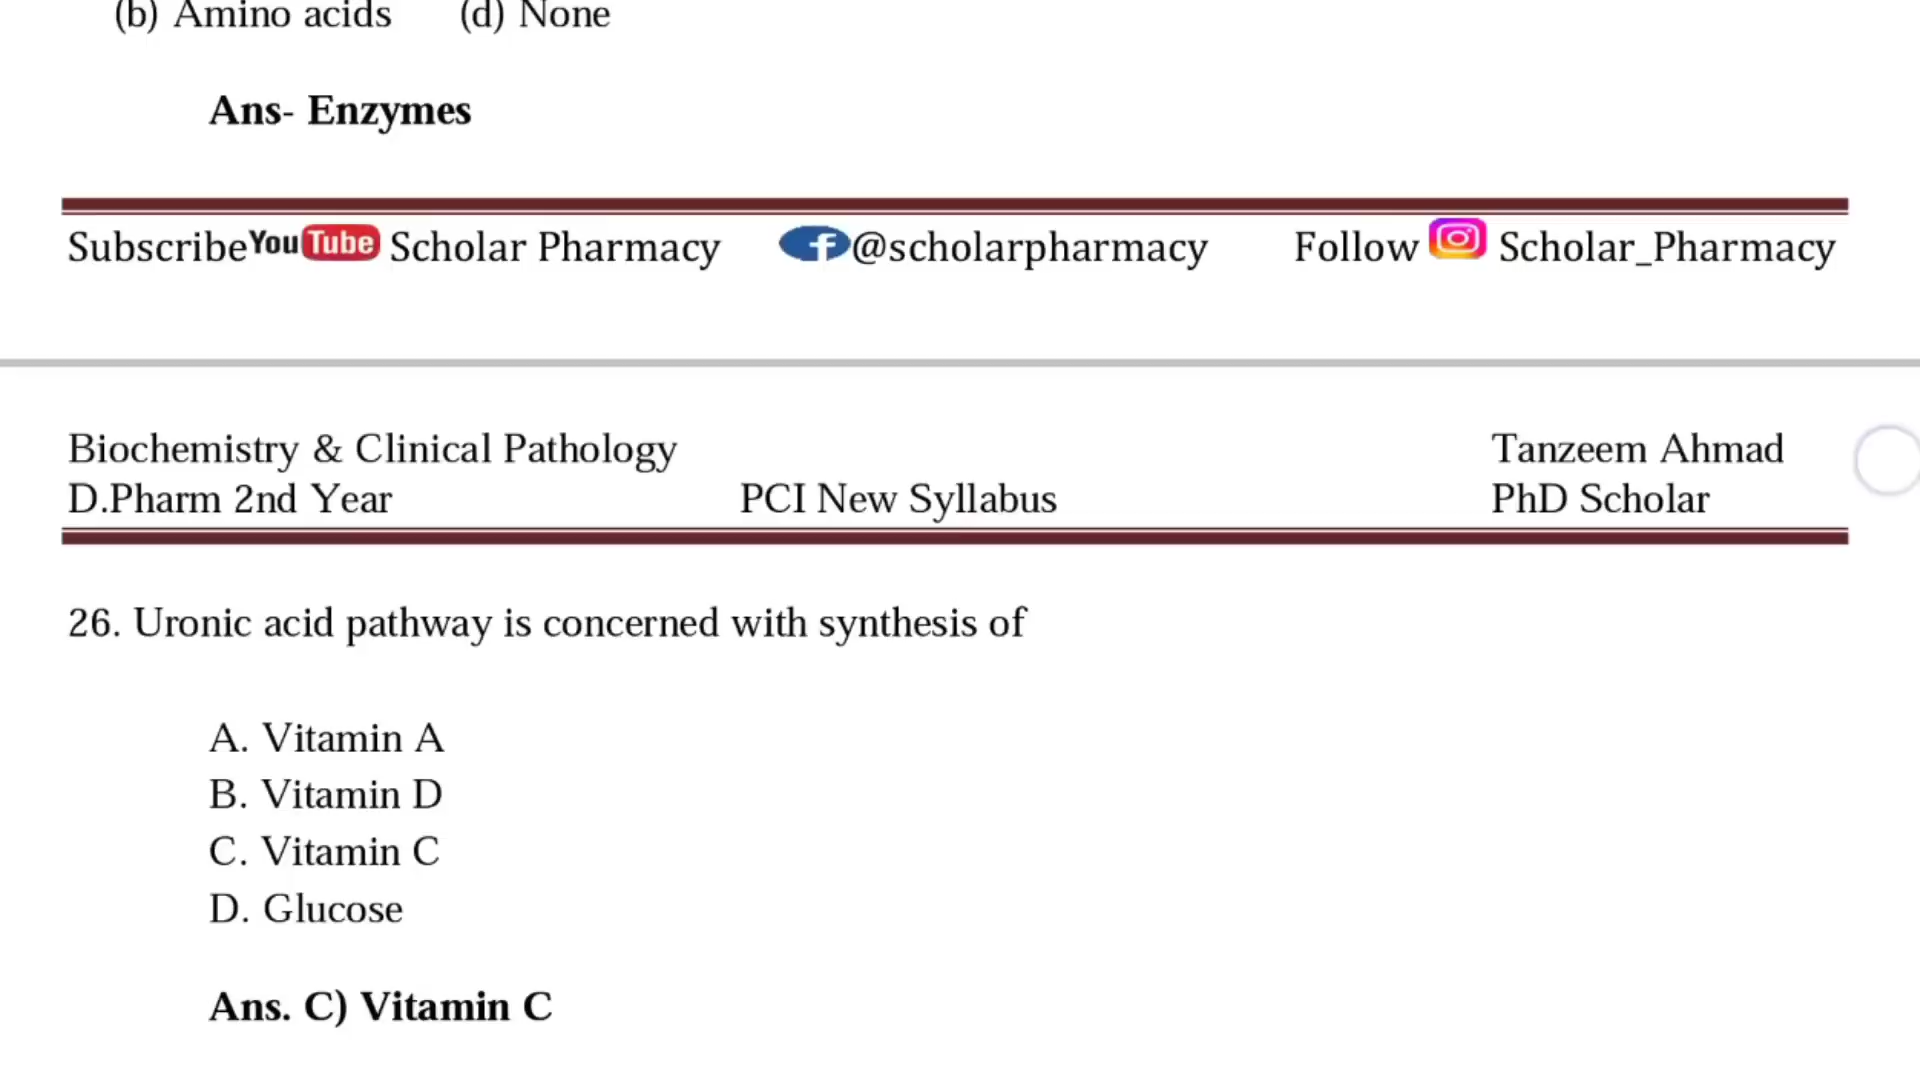 (b) Amino acids (d) None
Ans- Enzymes
Subscribe YouTube Scholar Pharmacy f @scholarpharmacy Follow Scholar_Pharmacy
Biochemistry & Clinical Pathology Tanzeem Ahmad
D.Pharm 2nd Year PCI New Syllabus PhD Scholar
26. Uronic acid pathway is concerned with synthesis of
A. Vitamin A
B. Vitamin D
C. Vitamin C
D. Glucose
Ans. C) Vitamin C